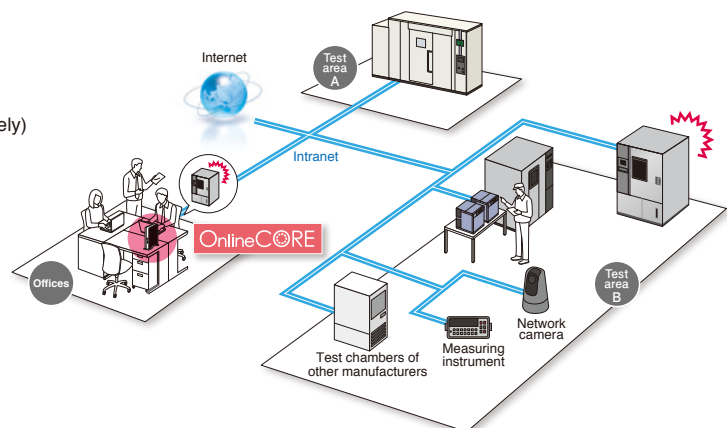 Internet
Test
area
A
ely)
Intranet
OnlineCORE
Offices
Test
area
B
Network
camera
Measuring
instrument
Test chambers of
other manufacturers